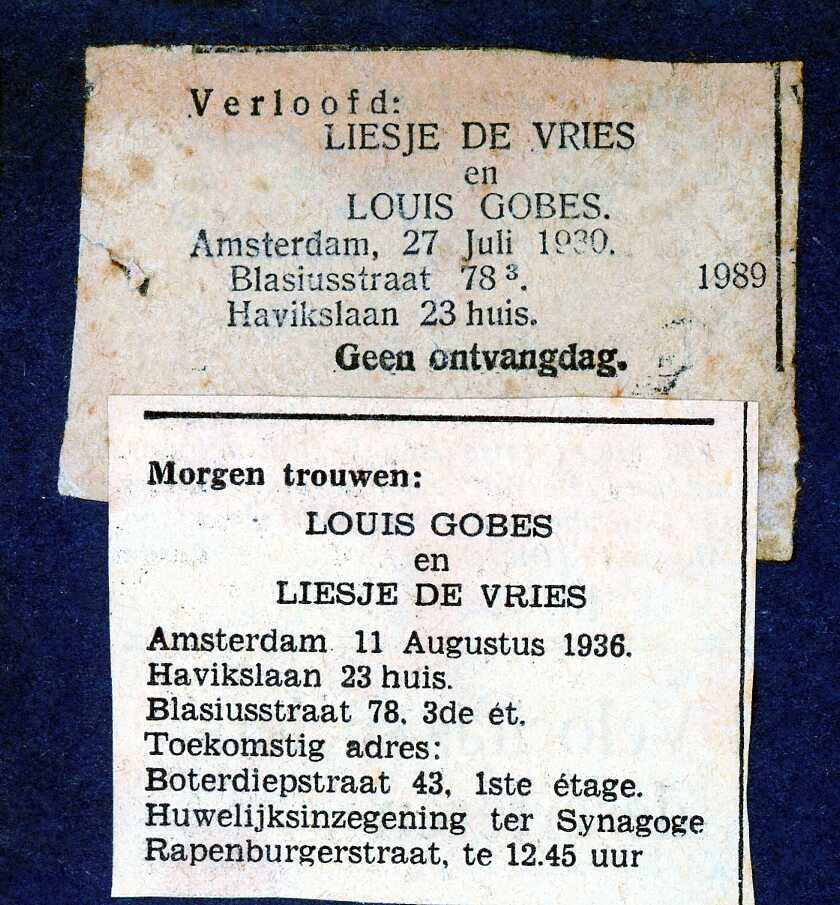 Verloofd:
LIESJE DE VRIES
en
LOUIS GOBES.
Amsterdam, 27 Juli 1930.
Blasiusstraat 78 ³. 1989
Havikslaan 23 huis.
Geen ontvangdag.
Morgen trouwen:
LOUIS GOBES
en
LIESJE DE VRIES
Amsterdam 11 Augustus 1936.
Havikslaan 23 huis.
Blasiusstraat 78. 3de ét.
Toekomstig adres:
Boterdiepstraat 43, 1ste étage.
Huwelijksinzegening ter Synagoge
Rapenburgerstraat, te 12.45 uur